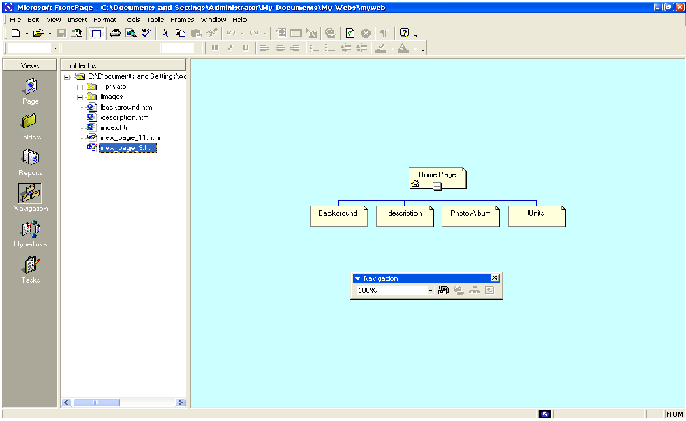 Microsoft FrontPage - C:\Documents and Settings\Administrator\My Documents\My Webs\myweb
File Edit View Insert Format Tools Table Frames Window Help
Views
Folder List
C:\Documents and Settings\
_private
images
background.htm
description.htm
index.htm
Page
Folders
Reports
Navigation
Hyperlinks
Tasks
Home Page
Background
description
Photo Album
Links
Navigation
100%
NUM